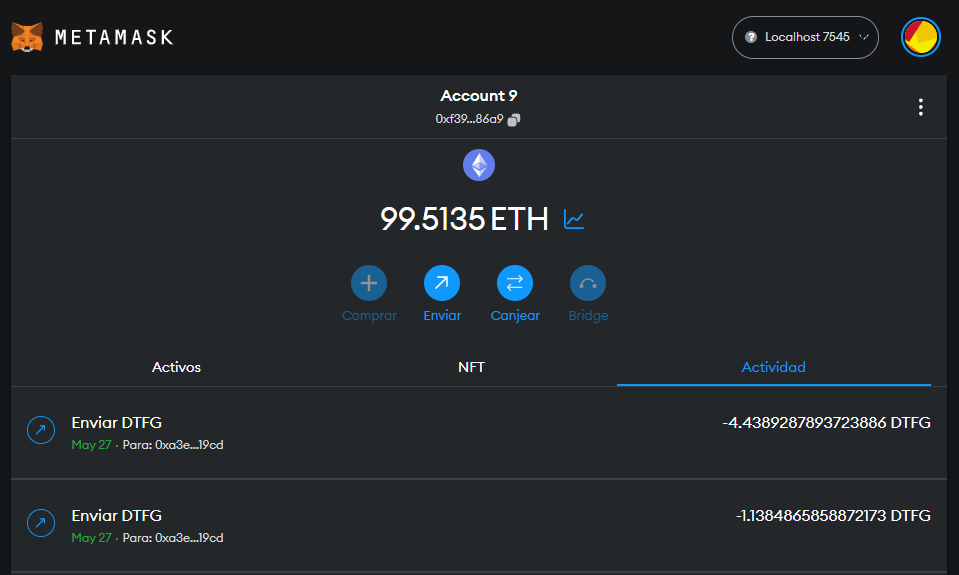 METAMASK
Localhost 7545
Account 9
0xf39...86a9
99.5135 ETH
Comprar Enviar Canjear Bridge
Activos NFT Actividad
Enviar DTFG -4.4389287893723886 DTFG
May 27 · Para: 0xa3e...19cd
Enviar DTFG -1.1384865858872173 DTFG
May 27 · Para: 0xa3e...19cd